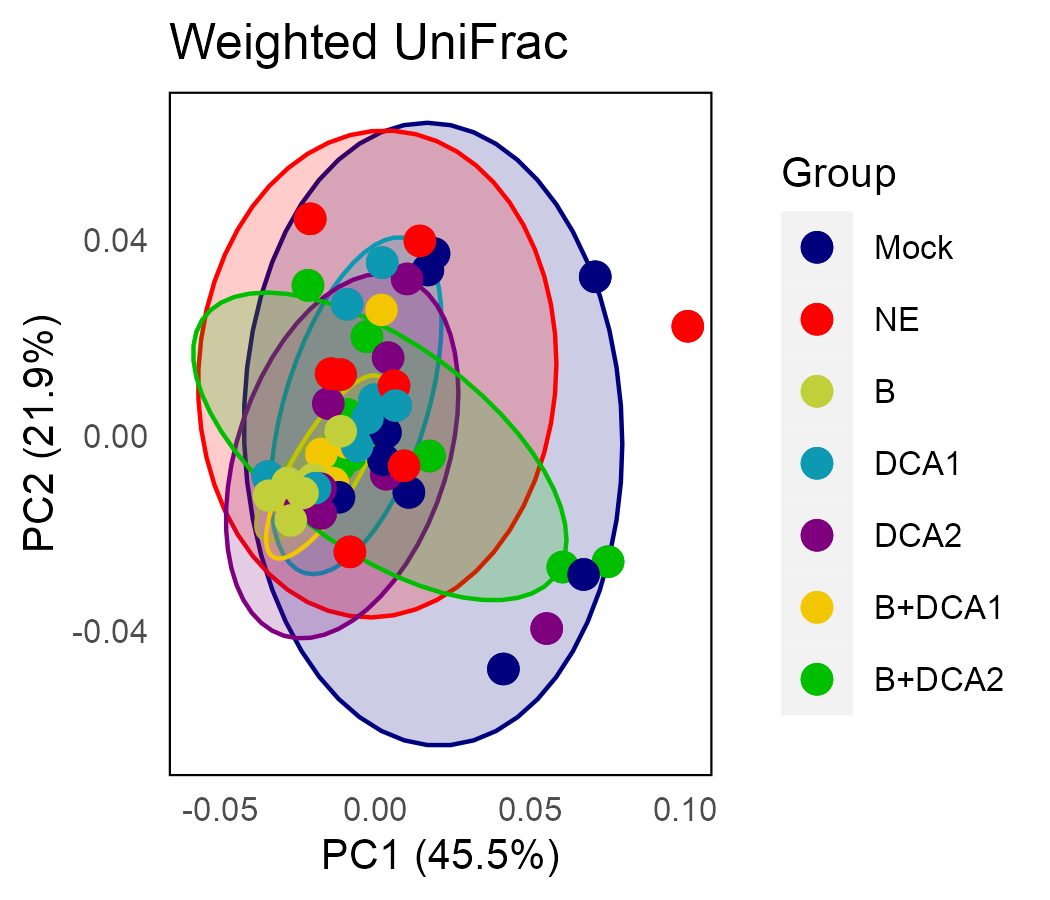 Weighted UniFrac
PC2 (21.9%)
0.04
0.00
-0.04
-0.05
0.00
0.05
0.10
PC1 (45.5%)
Group
Mock
NE
B
DCA1
DCA2
B+DCA1
B+DCA2